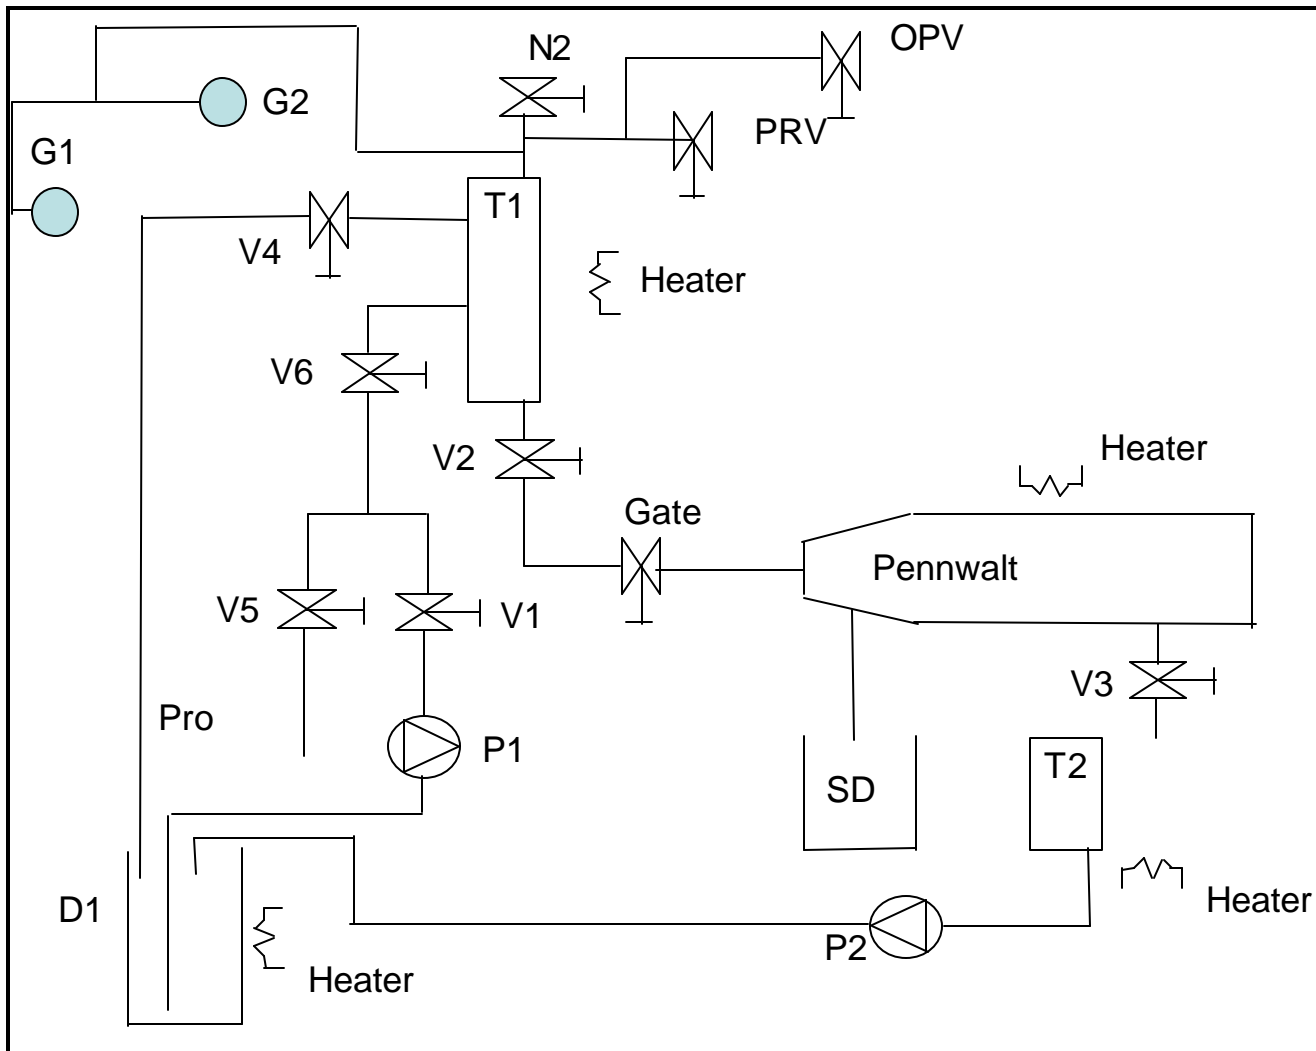 N2
OPV
G2
PRV
G1
T1
V4
Heater
V6
V2
Heater
Gate
Pennwalt
V5
V1
V3
Pro
P1
T2
SD
D1
Heater
P2
Heater